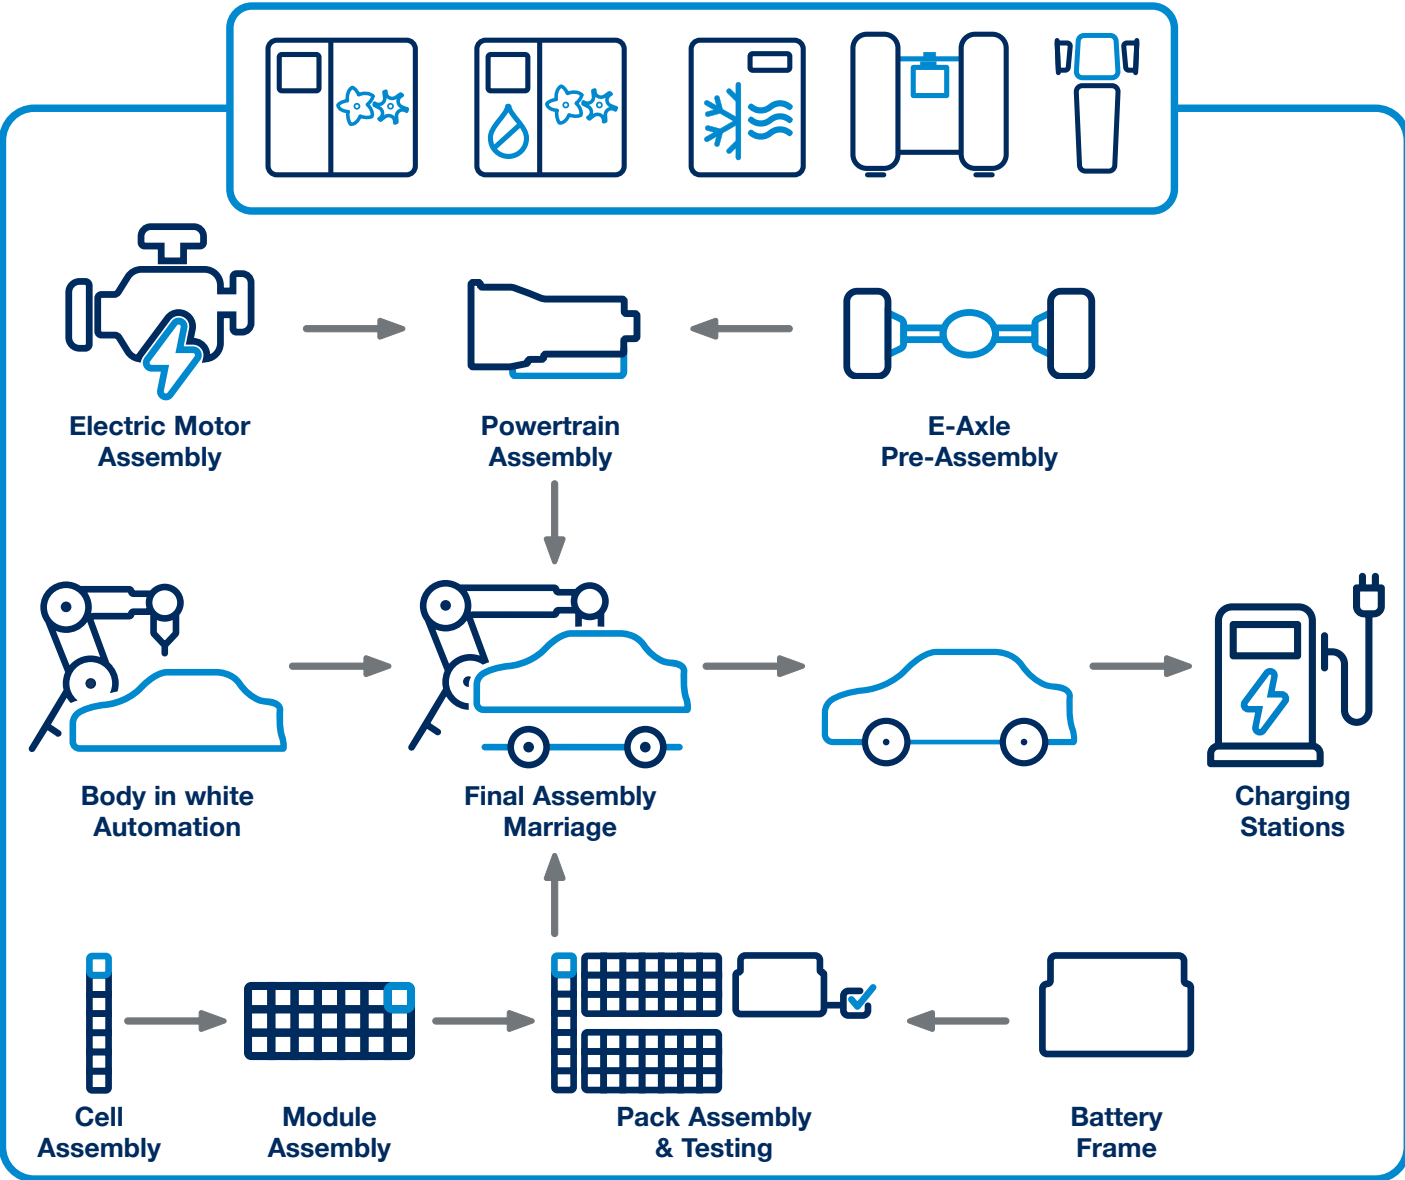 Electric Motor
Assembly
Powertrain
Assembly
E-Axle
Pre-Assembly
Body in white
Automation
Final Assembly
Marriage
Charging
Stations
Cell
Assembly
Module
Assembly
Pack Assembly
& Testing
Battery
Frame